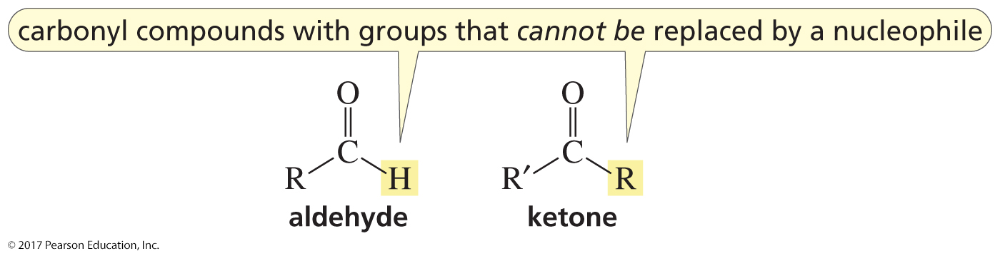 carbonyl compounds with groups that cannot be replaced by a nucleophile
O O
C C
R H R′ R
aldehyde ketone
© 2017 Pearson Education, Inc.